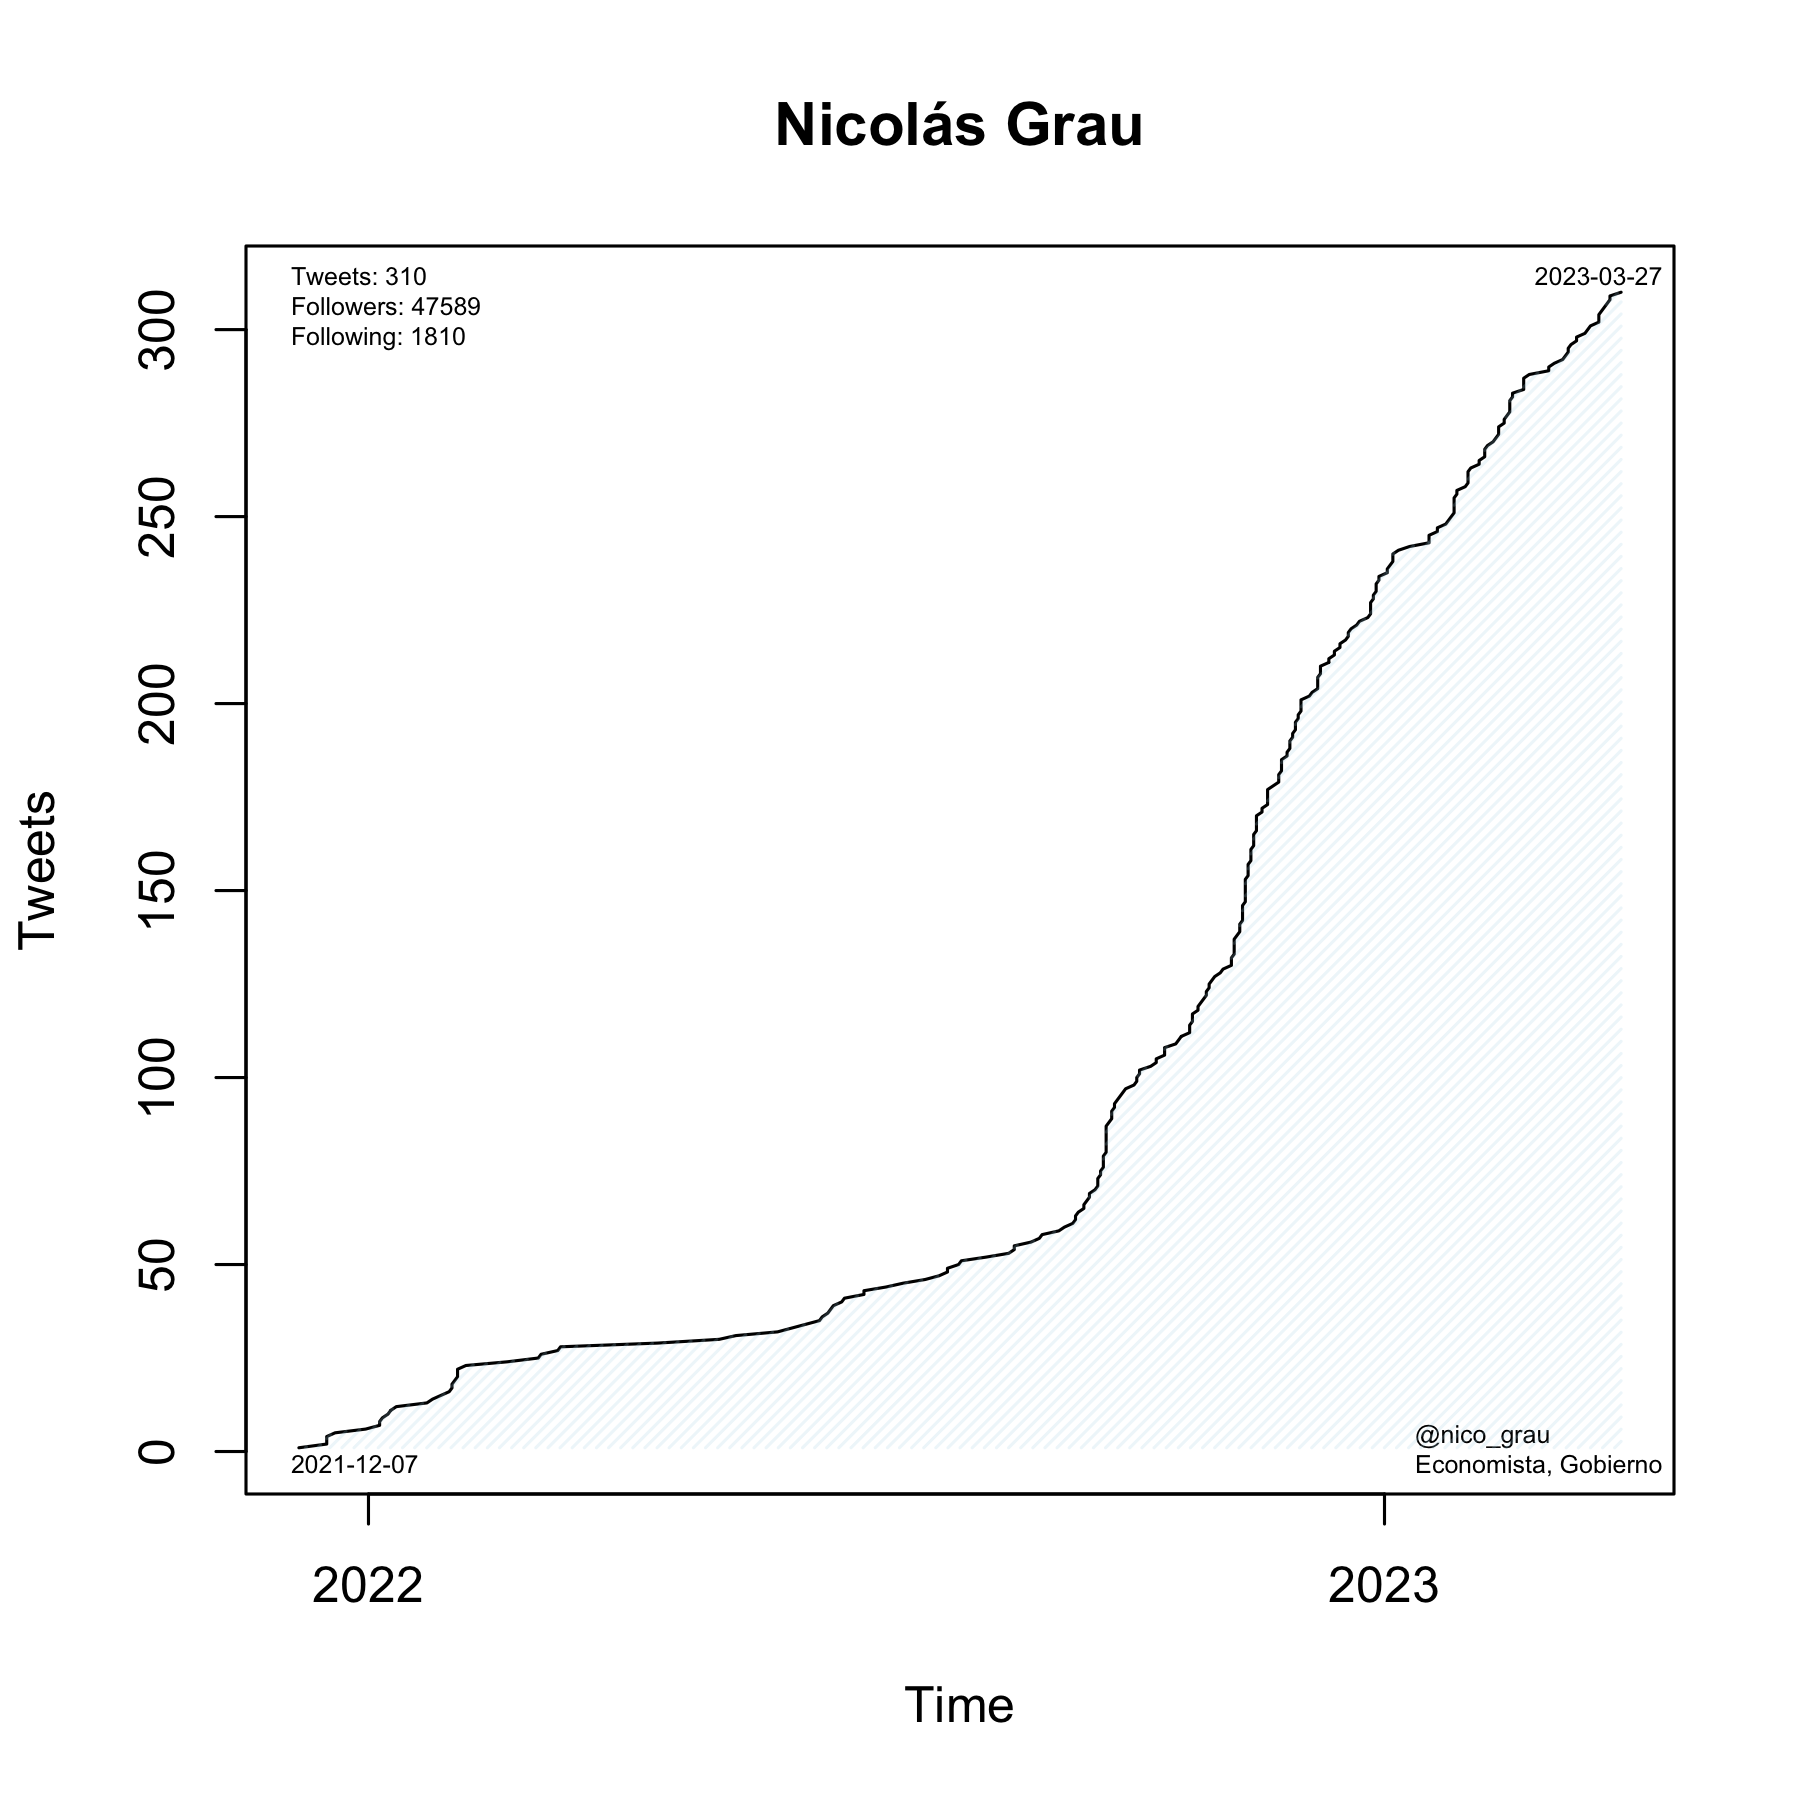 Nicolás Grau
Tweets: 310
Followers: 47589
Following: 1810
2023-03-27
300
250
200
150
100
50
0
Tweets
2021-12-07
@nico_grau
Economista, Gobierno
2022
2023
Time